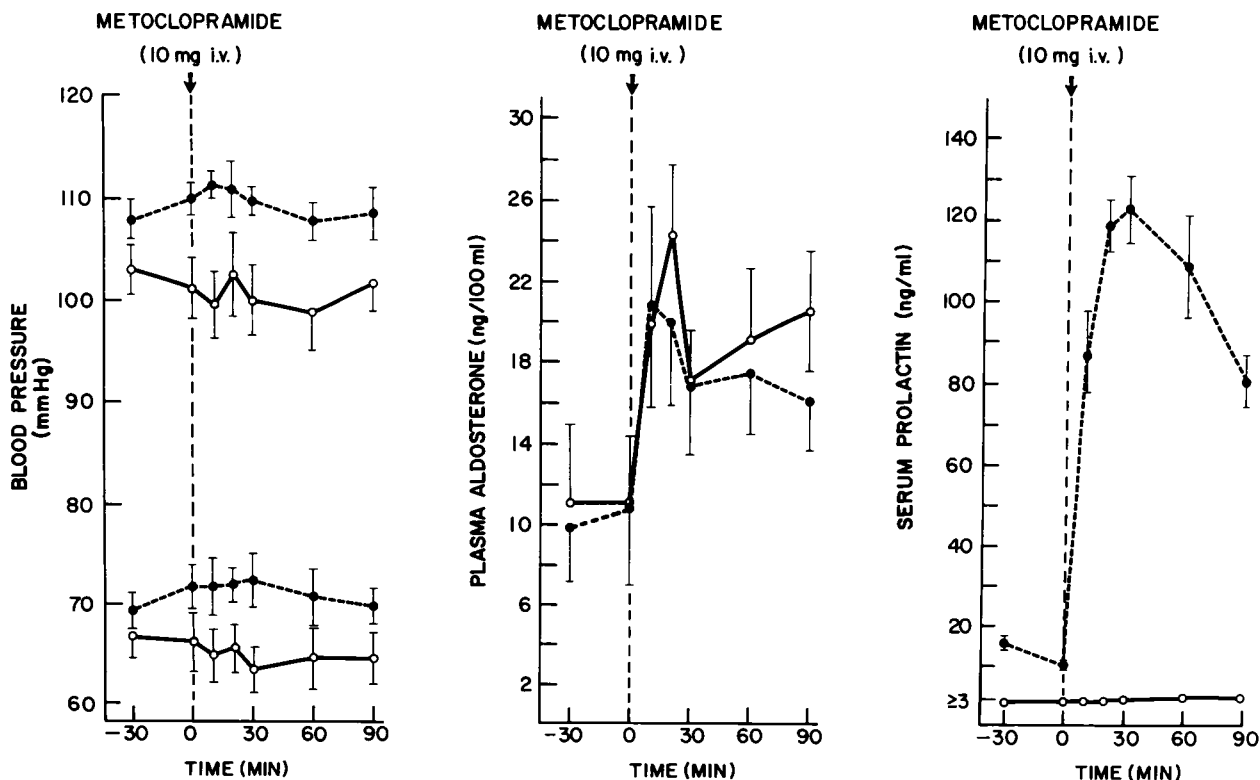 METOCLOPRAMIDE
(10 mg i.v.)
120
110
100
90
80
70
60
BLOOD PRESSURE
(mm Hg)
-30 0 30 60 90
TIME (MIN)
METOCLOPRAMIDE
(10 mg i.v.)
30
26
22
18
14
10
6
2
PLASMA ALDOSTERONE (ng/100ml)
-30 0 30 60 90
TIME (MIN)
METOCLOPRAMIDE
(10 mg i.v.)
140
120
100
80
60
40
20
≥3
SERUM PROLACTIN (ng/ml)
-30 0 30 60 90
TIME (MIN)